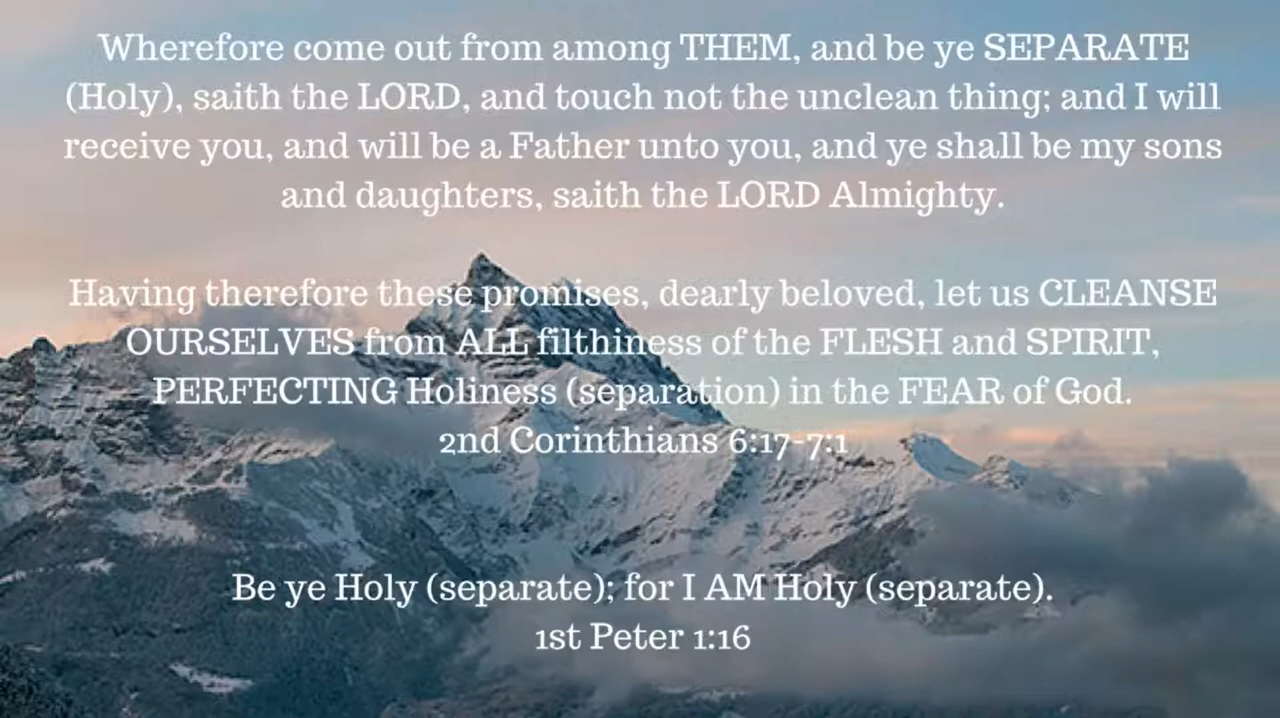 Wherefore come out from among THEM, and be ye SEPARATE
(Holy), saith the LORD, and touch not the unclean thing; and I will
receive you, and will be a Father unto you, and ye shall be my sons
and daughters, saith the LORD Almighty.
Having therefore these promises, dearly beloved, let us CLEANSE
OURSELVES from ALL filthiness of the FLESH and SPIRIT,
PERFECTING Holiness (separation) in the FEAR of God.
2nd Corinthians 6:17-7:1
Be ye Holy (separate); for I AM Holy (separate).
1st Peter 1:16